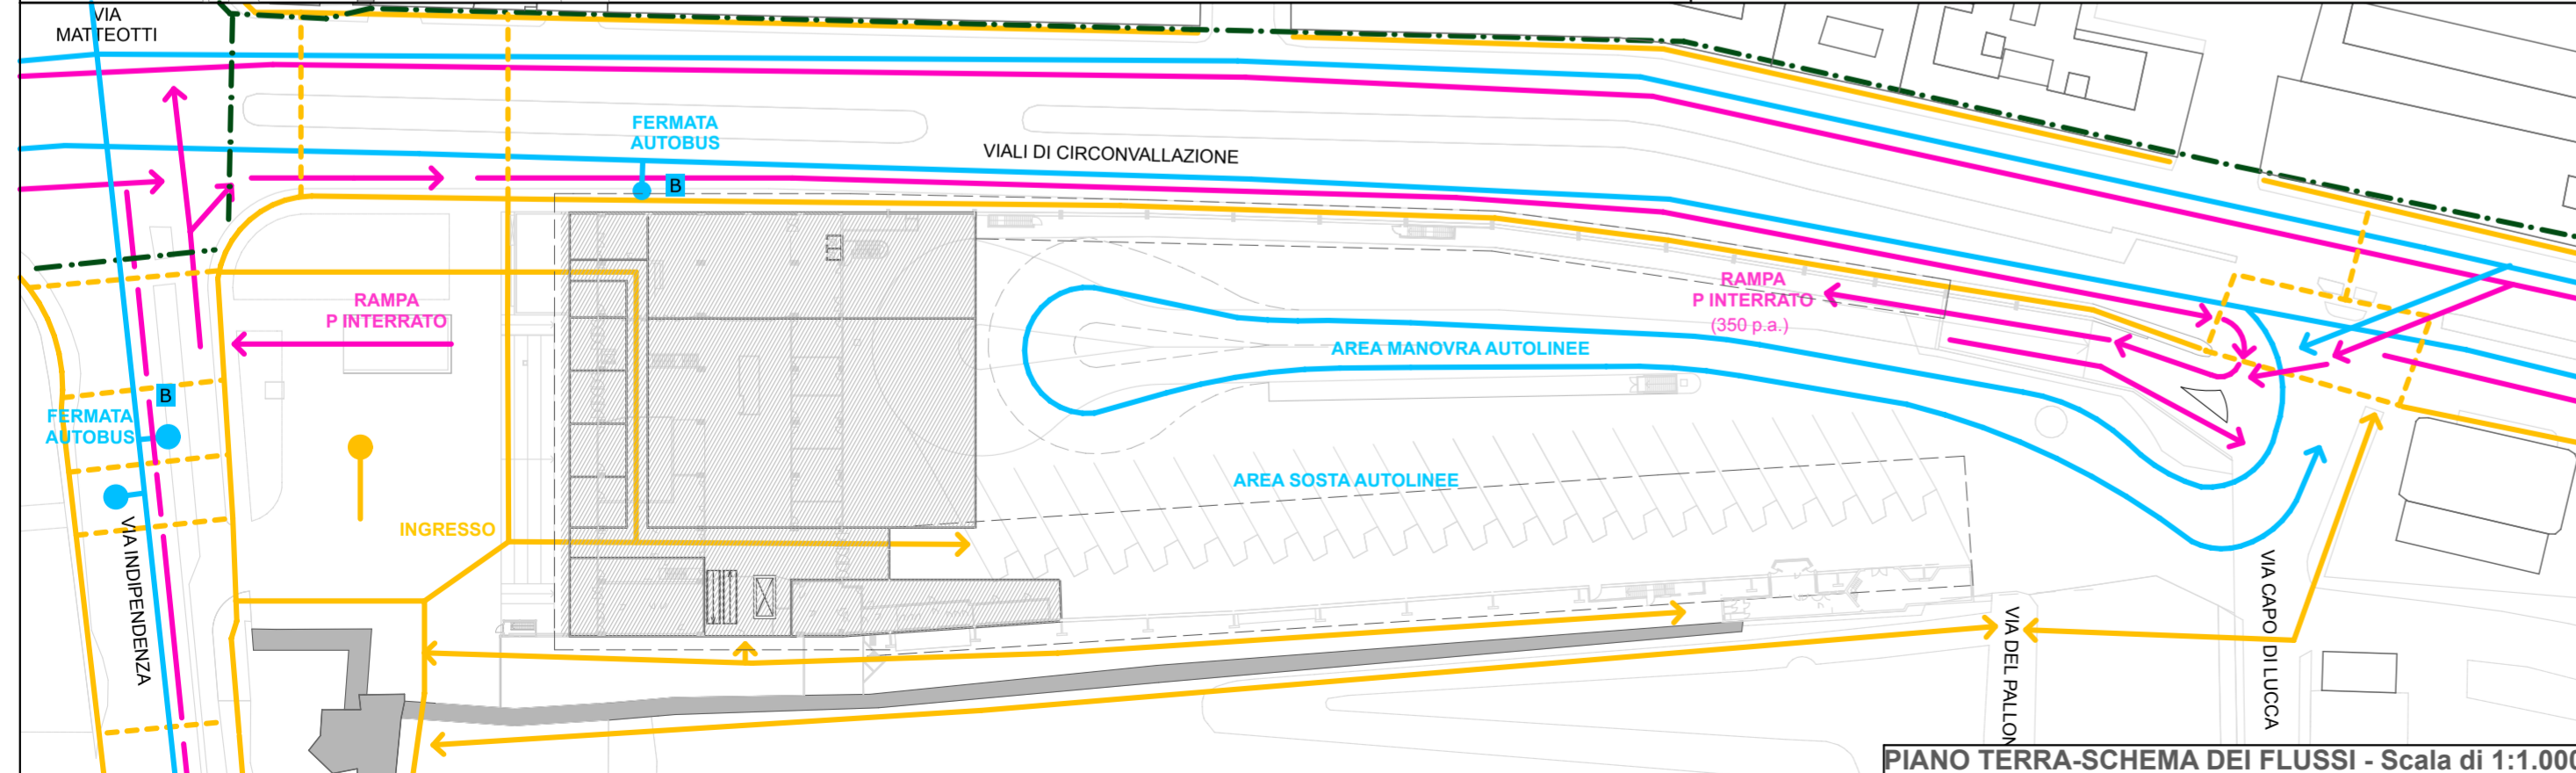 VIA
MATTEOTTI
FERMATA
AUTOBUS
B
VIALI DI CIRCONVALLAZIONE
RAMPA
P INTERRATO
RAMPA
P INTERRATO
(350 p.a.)
AREA MANOVRA AUTOLINEE
B
FERMATA
AUTOBUS
AREA SOSTA AUTOLINEE
INGRESSO
VIA INDIPENDENZA
VIA DEL PALLON
VIA CAPO DI LUCCA
PIANO TERRA-SCHEMA DEI FLUSSI - Scala di 1:1.000